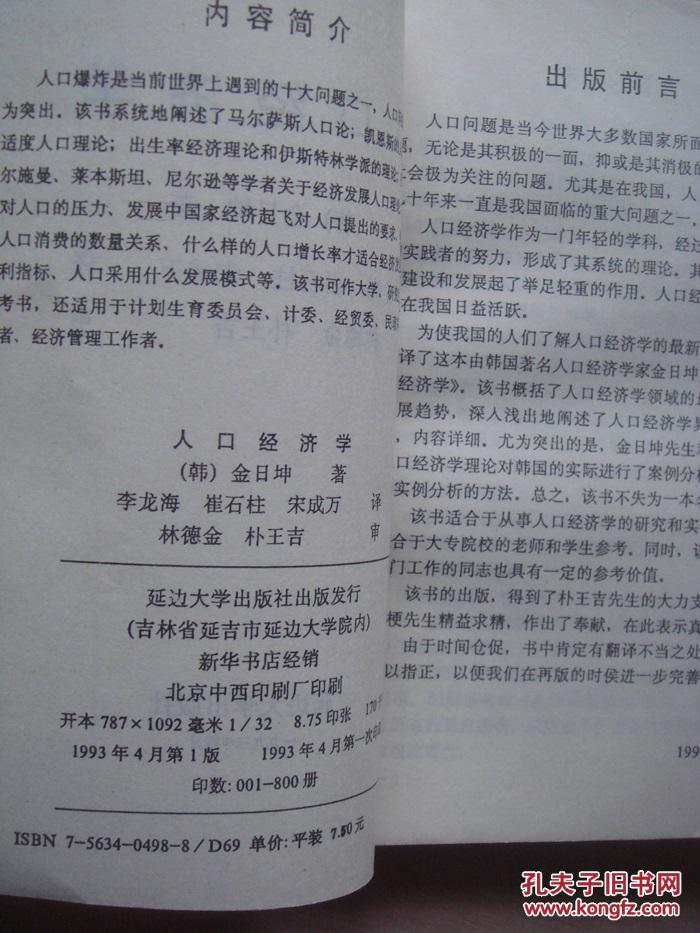 内容简介
人口爆炸是当前世界上遇到的十大问题之一，人口
为突出．该书系统地阐述了马尔萨斯人口论；凯恩斯的
适度人口理论；出生率经济理论和伊斯特林学派的理论；
尔施曼、莱本斯坦、尼尔逊等学者关于经济发展人口理
对人口的压力、发展中国家经济起飞对人口提出的要求、
人口消费的数量关系、什么样的人口增长率才适合经济
利指标、人口采用什么发展模式等。该书可作大学、研
考书，还适用于计划生育委员会、计委、经贸委、民
者、经济管理工作者．
人口经济学
(韩) 金日坤 著
李龙海 崔石柱 宋成万 译
林德金 朴王吉 审
延边大学出版社出版发行
(吉林省延吉市延边大学院内)
新华书店经销
北京中西印刷厂印刷
开本 787×1092 毫米 1/32 8.75 印张 170
1993 年 4 月第 1 版 1993 年 4 月第一次印
印数：001-800 册
ISBN 7-5634-0498-8/D69 单价：平装 7.50 元
出版前言
人口问题是当今世界大多数国家所面
，无论是其积极的一面，抑或是其消极的
会极为关注的问题。尤其是在我国，人
十年来一直是我国面临的重大问题之一．
人口经济学作为一门年轻的学科，经过
实践者的努力，形成了其系统的理论。其
建设和发展起了举足轻重的作用。人口经
在我国日益活跃．
为使我国的人们了解人口经济学的最新
译了这本由韩国著名人口经济学家金日坤
经济学》。该书概括了人口经济学领域的
展趋势，深入浅出地阐述了人口经济学
，内容详细。尤为突出的是，金日坤先生
口经济学理论对韩国的实际进行了案例分
实例分析的方法。总之，该书不失为一本
该书适合于从事人口经济学的研究和实
合于大专院校的老师和学生参考。同时，
门工作的同志也具有一定的参考价值。
该书的出版，得到了朴王吉先生的大力支
梗先生精益求精，作出了奉献，在此表示真
由于时间仓促，书中肯定有翻译不当之处
以指正，以便我们在再版的时侯进一步完善
199
孔夫子旧书网
www.kongfz.com